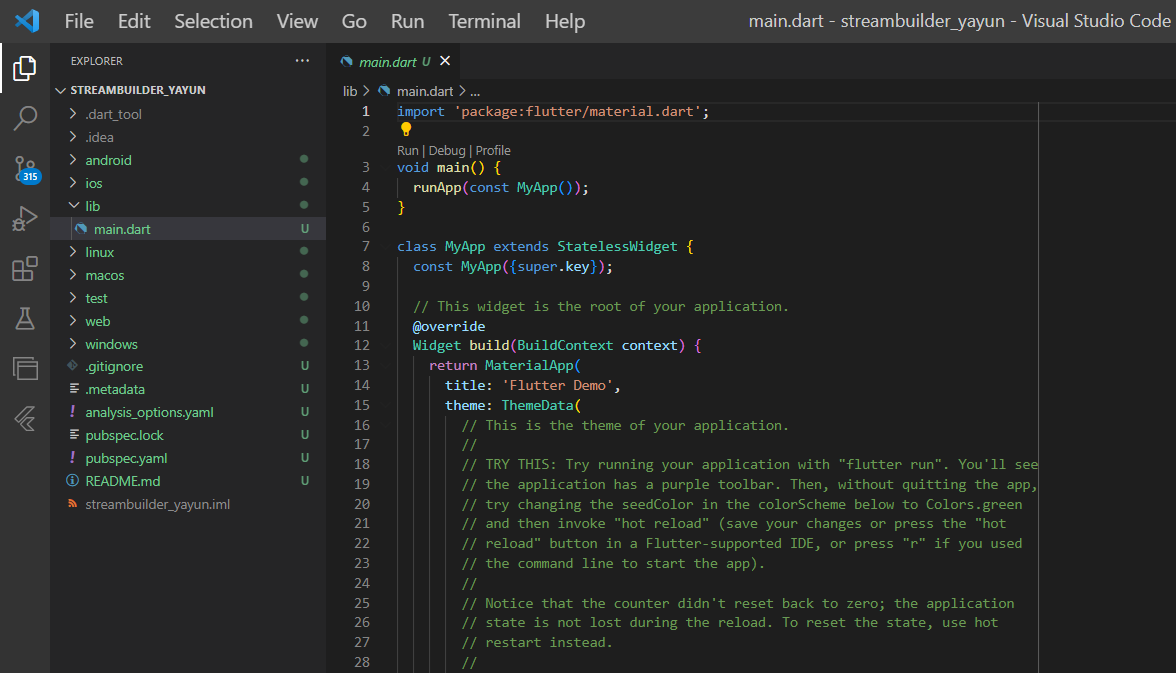 File Edit Selection View Go Run Terminal Help main.dart - streambuilder_yayun - Visual Studio Code
EXPLORER ...
STREAMBUILDER_YAYUN
.dart_tool
.idea
android
ios
lib
main.dart U
linux
macos
test
web
windows
.gitignore U
.metadata U
! analysis_options.yaml U
pubspec.lock U
! pubspec.yaml U
README.md U
streambuilder_yayun.iml
315
main.dart U
lib > main.dart > ...
1 import 'package:flutter/material.dart';
2
Run | Debug | Profile
3 void main() {
4 runApp(const MyApp());
5 }
6
7 class MyApp extends StatelessWidget {
8 const MyApp({super.key});
9
10 // This widget is the root of your application.
11 @override
12 Widget build(BuildContext context) {
13 return MaterialApp(
14 title: 'Flutter Demo',
15 theme: ThemeData(
16 // This is the theme of your application.
17 //
18 // TRY THIS: Try running your application with "flutter run". You'll see
19 // the application has a purple toolbar. Then, without quitting the app,
20 // try changing the seedColor in the colorScheme below to Colors.green
21 // and then invoke "hot reload" (save your changes or press the "hot
22 // reload" button in a Flutter-supported IDE, or press "r" if you used
23 // the command line to start the app).
24 //
25 // Notice that the counter didn't reset back to zero; the application
26 // state is not lost during the reload. To reset the state, use hot
27 // restart instead.
28 //